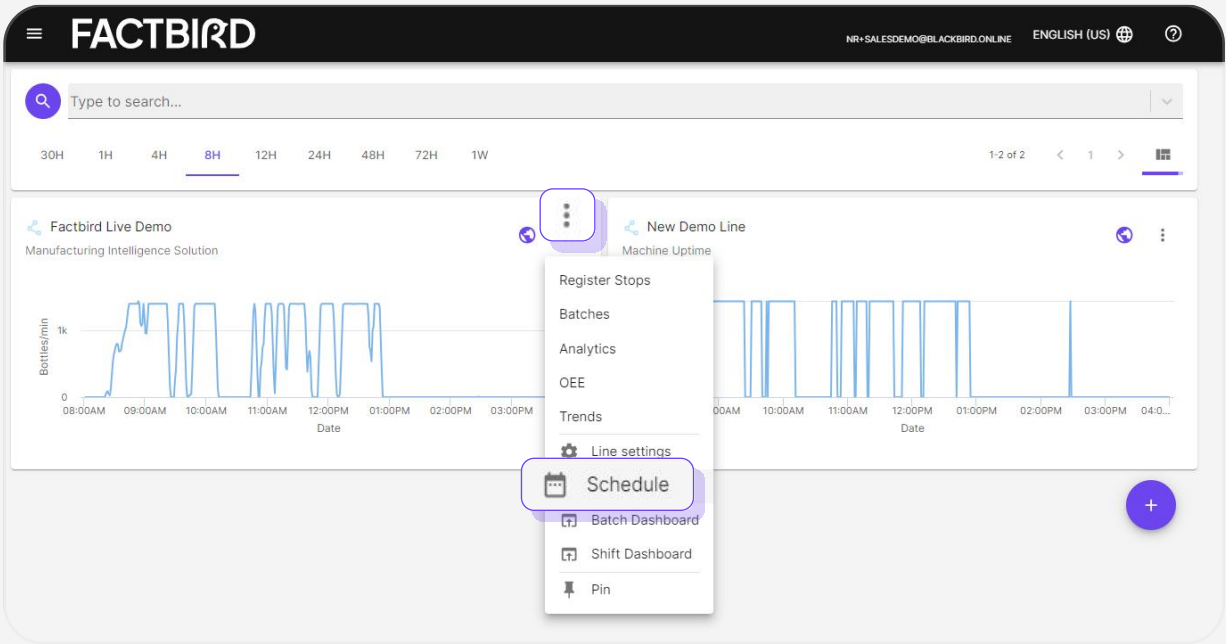 FACTBIRD
NR+SALESDEMO@BLACKBIRD.ONLINE
ENGLISH (US)
Type to search...
30H 1H 4H 8H 12H 24H 48H 72H 1W
1-2 of 2
1
Factbird Live Demo
Manufacturing Intelligence Solution
Bottles/min
1k
0
08:00AM 09:00AM 10:00AM 11:00AM 12:00PM 01:00PM 02:00PM 03:00PM
Date
New Demo Line
Machine Uptime
00AM 10:00AM 11:00AM 12:00PM 01:00PM 02:00PM 03:00PM 04:0...
Date
Register Stops
Batches
Analytics
OEE
Trends
Line settings
Schedule
Batch Dashboard
Shift Dashboard
Pin